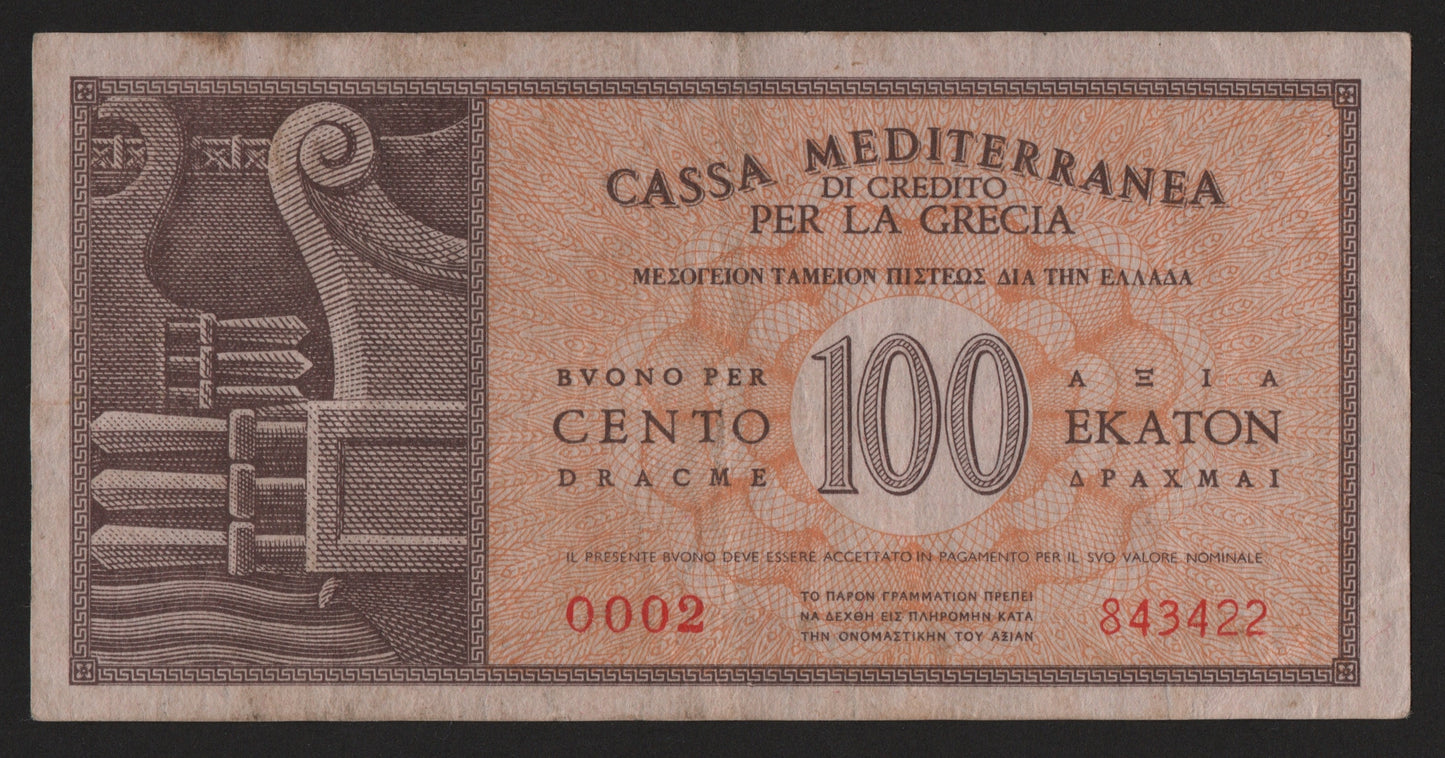 CASSA MEDITERRANEA
DI CREDITO
PER LA GRECIA
ΜΕΣΟΓΕΙΟΝ ΤΑΜΕΙΟΝ ΠΙΣΤΕΩΣ ΔΙΑ ΤΗΝ ΕΛΛΑΔΑ
BVONO PER
CENTO
DRACME
100
ΑΞΙΑ
ΕΚΑΤΟΝ
ΔΡΑΧΜΑΙ
IL PRESENTE BVONO DEVE ESSERE ACCETTATO IN PAGAMENTO PER IL SVO VALORE NOMINALE
0002
ΤΟ ΠΑΡΟΝ ΓΡΑΜΜΑΤΙΟΝ ΠΡΕΠΕΙ
ΝΑ ΔΕΧΘΗ ΕΙΣ ΠΛΗΡΟΜΗΝ ΚΑΤΑ
ΤΗΝ ΟΝΟΜΑΣΤΙΚΗΝ ΤΟΥ ΑΞΙΑΝ
843422